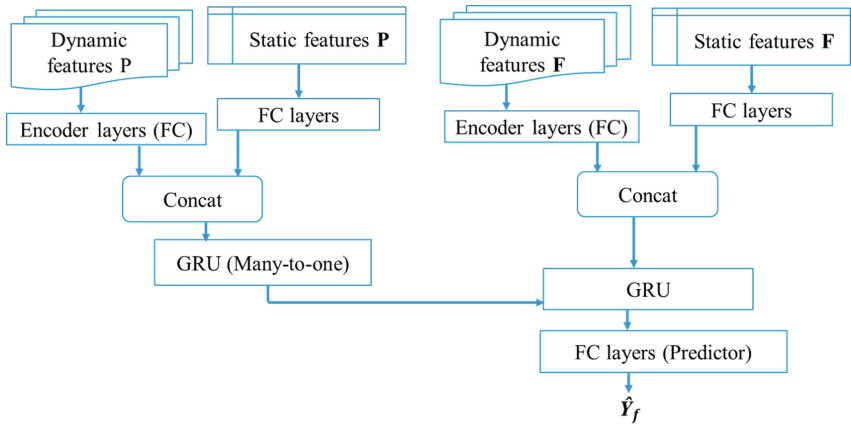 Dynamic
features P
Static features P
Encoder layers (FC)
FC layers
Concat
GRU (Many-to-one)
Dynamic
features F
Static features F
Encoder layers (FC)
FC layers
Concat
GRU
FC layers (Predictor)
Ŷ_f